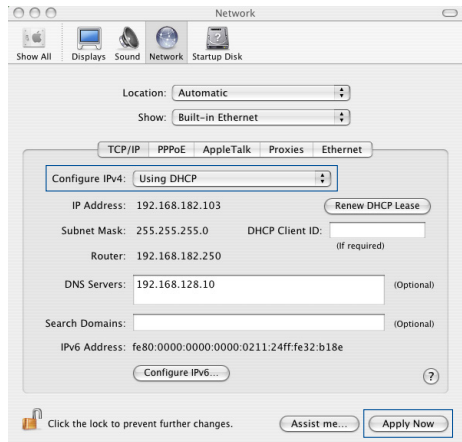 Network
Show All Displays Sound Network Startup Disk
Location: Automatic
Show: Built-in Ethernet
TCP/IP PPPoE AppleTalk Proxies Ethernet
Configure IPv4: Using DHCP
IP Address: 192.168.182.103 Renew DHCP Lease
Subnet Mask: 255.255.255.0 DHCP Client ID:
(If required)
Router: 192.168.182.250
DNS Servers: 192.168.128.10 (Optional)
Search Domains: (Optional)
IPv6 Address: fe80:0000:0000:0000:0211:24ff:fe32:b18e
Configure IPv6... ?
Click the lock to prevent further changes. Assist me... Apply Now